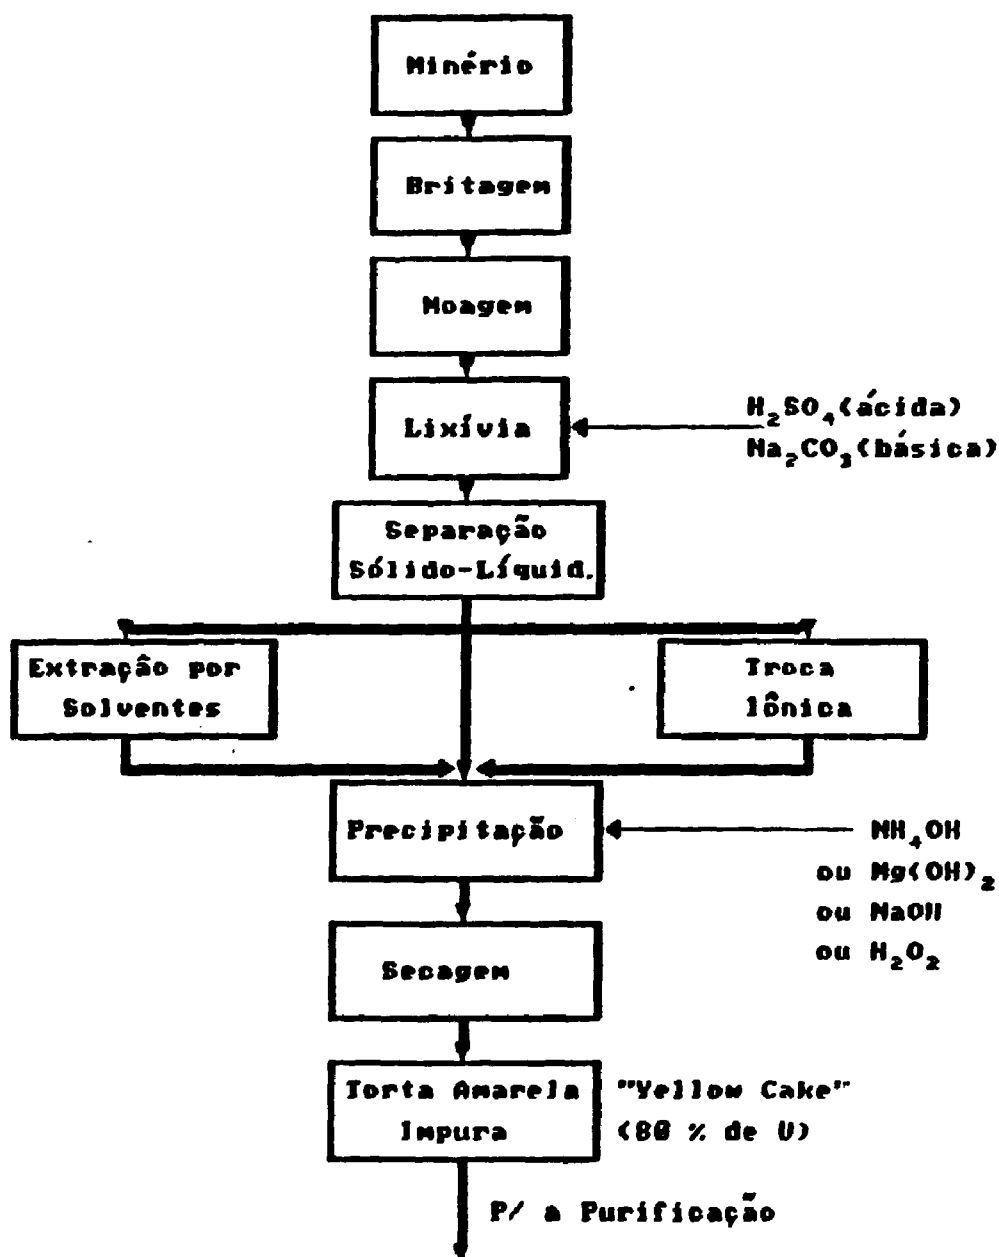 Minério
Britagem
Moagem
Lixívia
H₂SO₄(ácida)
Na₂CO₃(básica)
Separação
Sólido-Líquid.
Extração por
Solventes
Troca
Iônica
Precipitação
NH₄OH
ou Mg(OH)₂
ou NaOH
ou H₂O₂
Secagem
Torta Amarela
Impura
"Yellow Cake"
(80 % de U)
P/ a Purificação